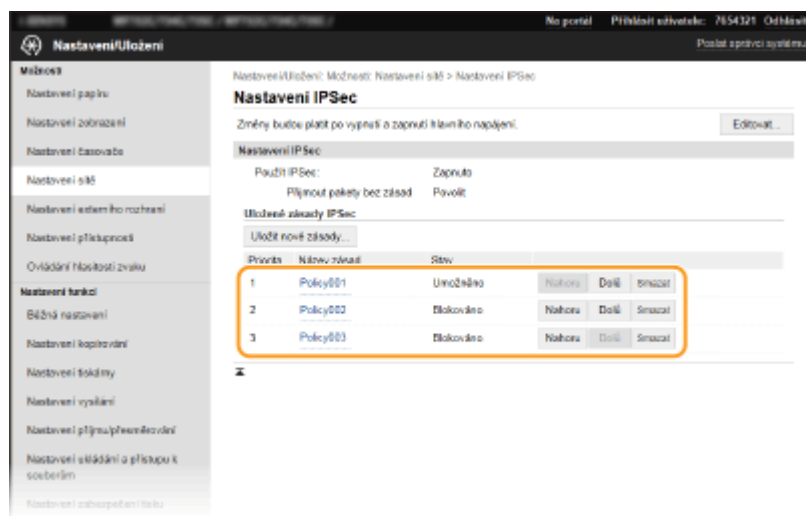 Na portál Přihlásit uživatele: 7654321 Odhlásit
Nastavení/Uložení
Poslat správci systému
Možnosti
Nastavení papíru
Nastavení zobrazení
Nastavení časovače
Nastavení sítě
Nastavení externího rozhraní
Nastavení přístupnosti
Ovládání hlasitosti zvuku
Nastavení funkcí
Běžná nastavení
Nastavení kopírování
Nastavení tiskárny
Nastavení vysílání
Nastavení příjmu/přesměrování
Nastavení ukládání a přístupu k
souborům
Nastavení zabezpečení tisku
Nastavení/Uložení: Možnosti: Nastavení sítě > Nastavení IPSec
Nastavení IPSec
Změny budou platit po vypnutí a zapnutí hlavního napájení.
Editovat...
Nastavení IPSec
Použít IPSec: Zapnuto
Přijmout pakety bez zásad Povolit
Uložené zásady IPSec
Uložit nové zásady...
Priorita Název zásad Stav
1 Policy001 Umožněno Nahoru Dolů Smazat
2 Policy002 Blokováno Nahoru Dolů Smazat
3 Policy003 Blokováno Nahoru Dolů Smazat